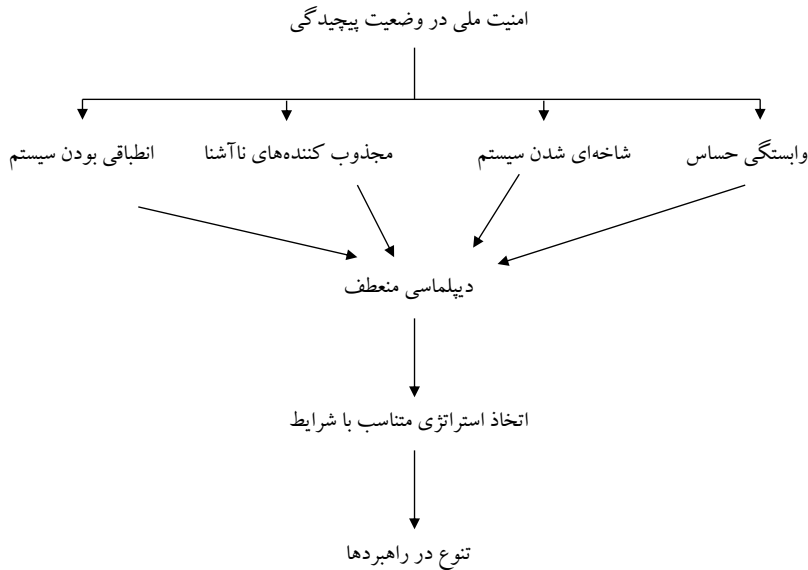 امنیت ملی در وضعیت پیچیدگی
وابستگی حساس
شاخه‌ای شدن سیستم
مجذوب کننده‌های ناآشنا
انطباقی بودن سیستم
دیپلماسی منعطف
اتخاذ استراتژی متناسب با شرایط
تنوع در راهبردها